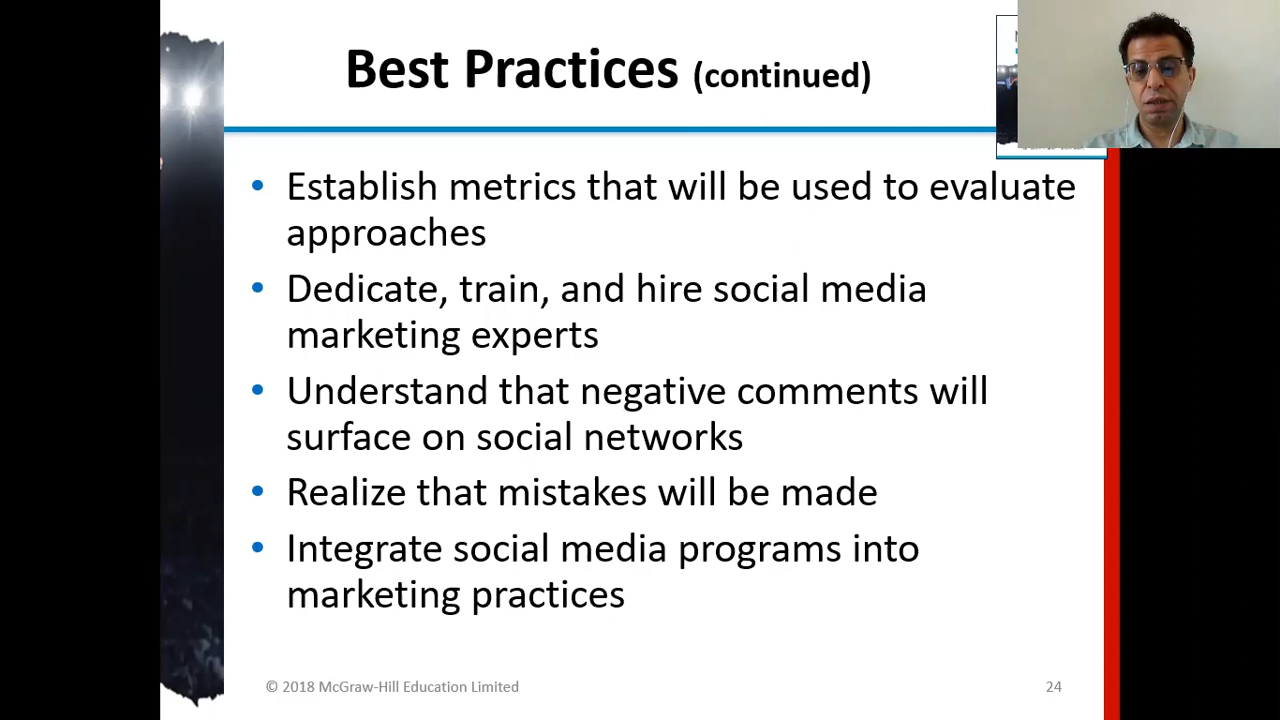 Best Practices (continued)
• Establish metrics that will be used to evaluate
approaches
• Dedicate, train, and hire social media
marketing experts
• Understand that negative comments will
surface on social networks
• Realize that mistakes will be made
• Integrate social media programs into
marketing practices
© 2018 McGraw-Hill Education Limited
24